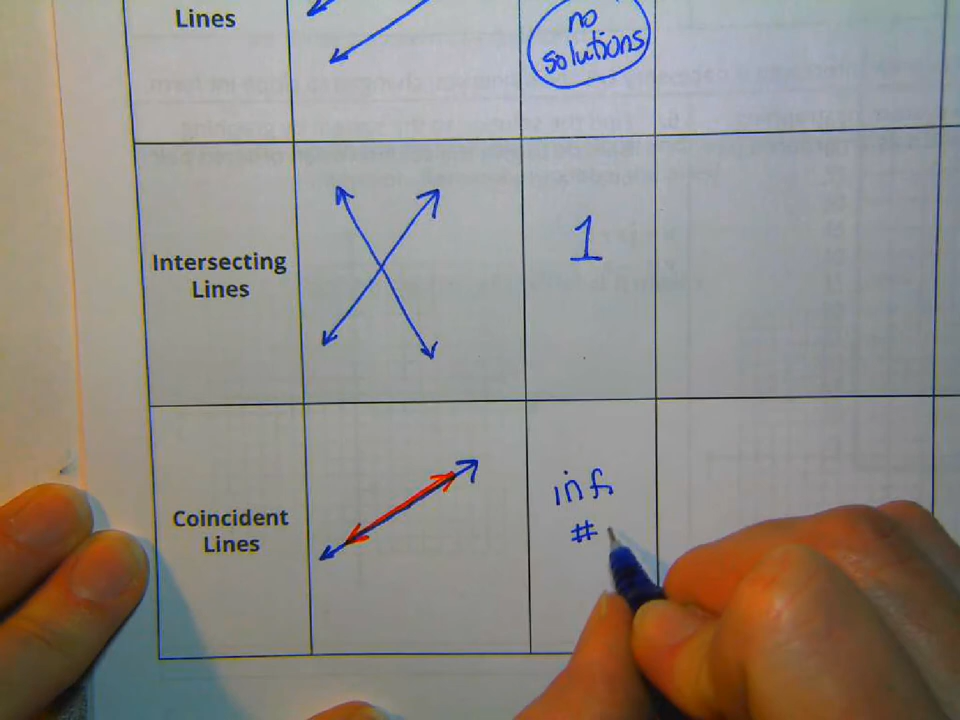 Lines
no
solutions
Intersecting
Lines
1
Coincident
Lines
inf.
#